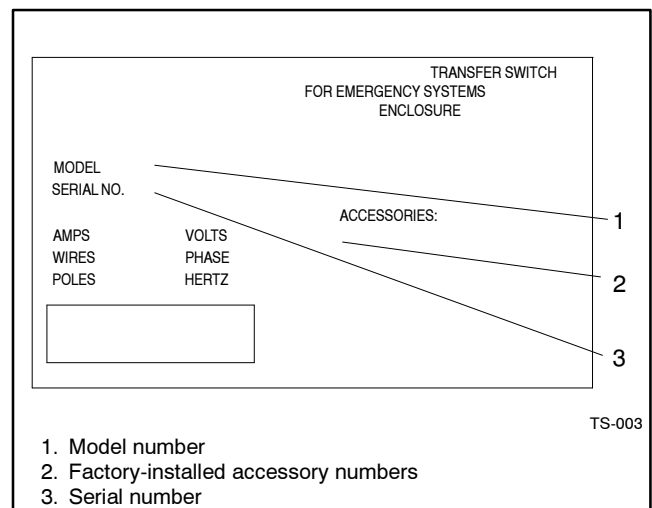 TRANSFER SWITCH
FOR EMERGENCY SYSTEMS
ENCLOSURE
MODEL
SERIAL NO.
ACCESSORIES:
1
AMPS VOLTS
WIRES PHASE
2
POLES HERTZ
3
TS-003
1. Model number
2. Factory-installed accessory numbers
3. Serial number